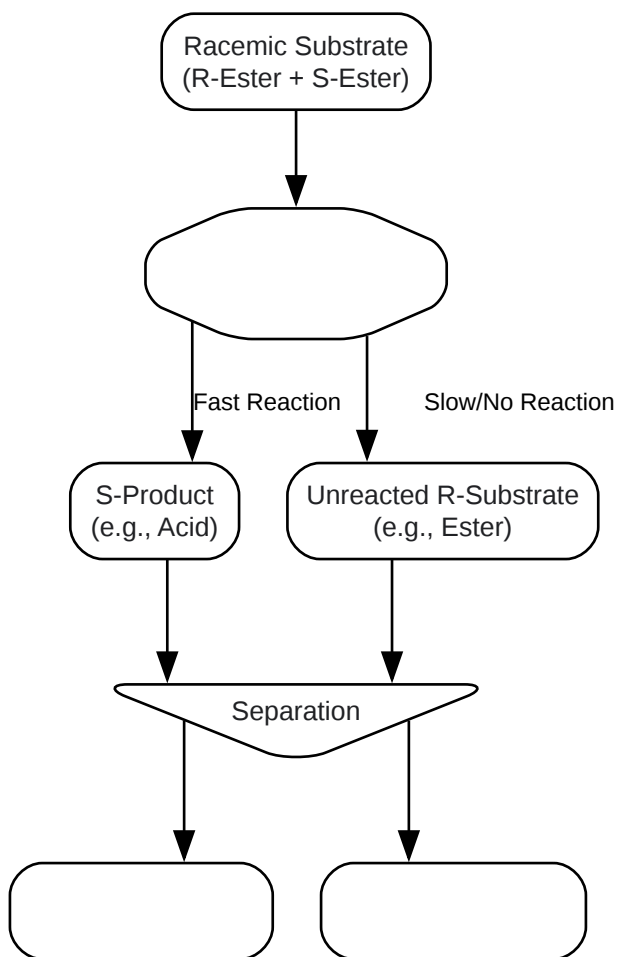 Racemic Substrate
(R-Ester + S-Ester)
Fast Reaction
Slow/No Reaction
S-Product
(e.g., Acid)
Unreacted R-Substrate
(e.g., Ester)
Separation